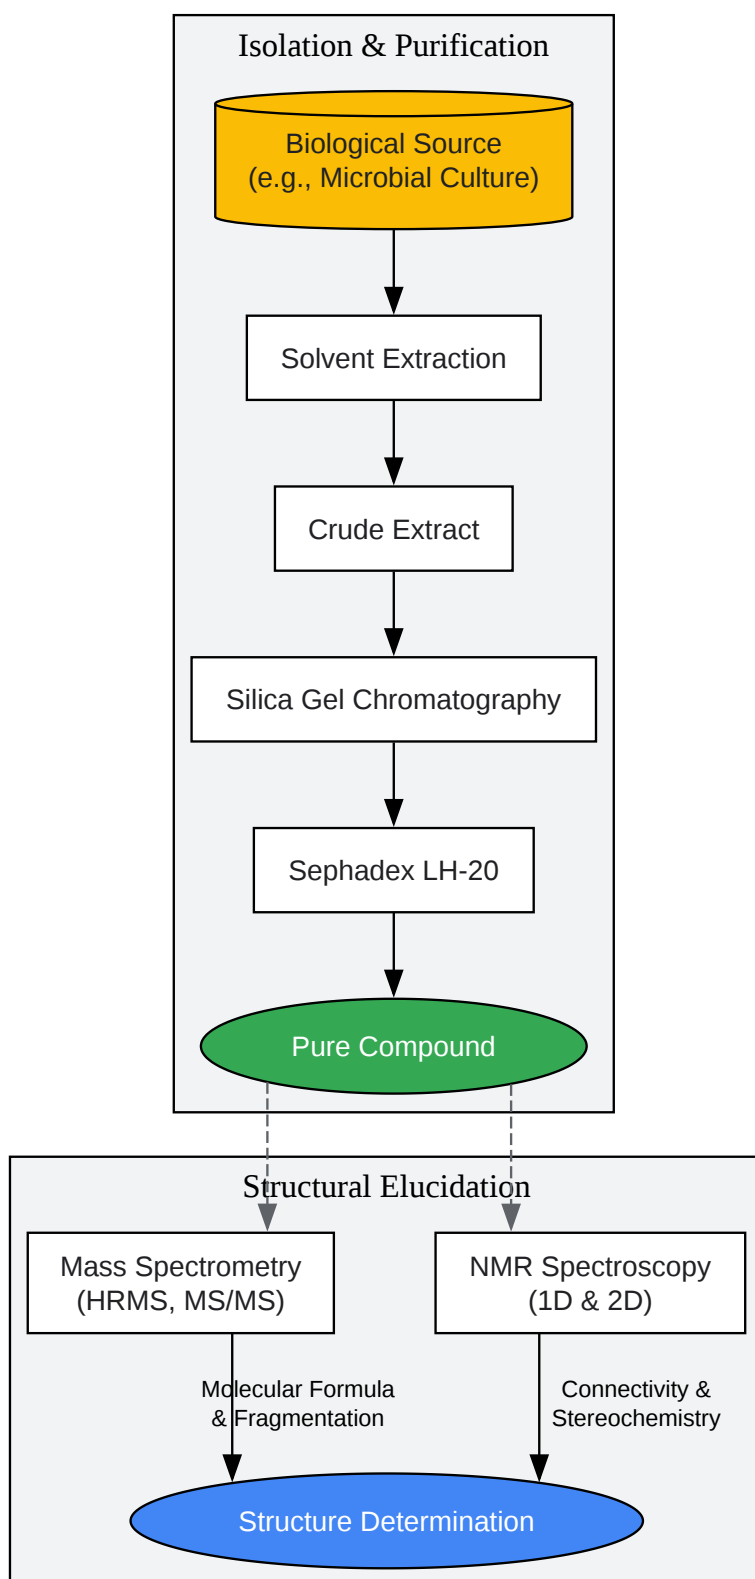 Isolation & Purification
Biological Source
(e.g., Microbial Culture)
Solvent Extraction
Crude Extract
Silica Gel Chromatography
Sephadex LH-20
Pure Compound
Structural Elucidation
Mass Spectrometry
(HRMS, MS/MS)
NMR Spectroscopy
(1D & 2D)
Molecular Formula
& Fragmentation
Connectivity &
Stereochemistry
Structure Determination